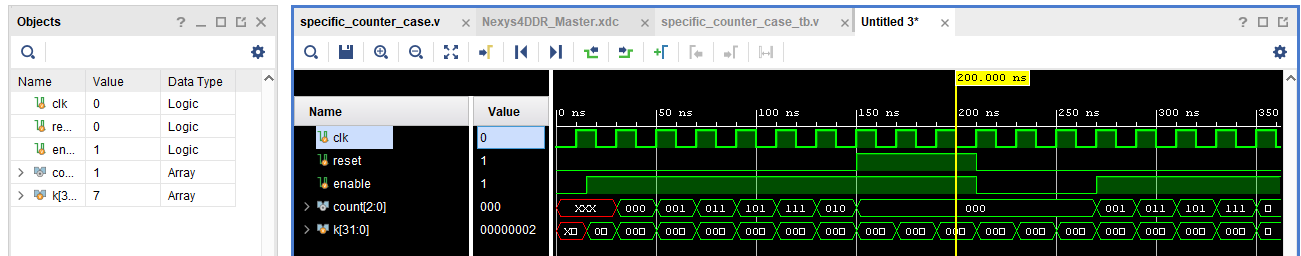 Objects
Name Value Data Type
clk 0 Logic
re... 0 Logic
en... 1 Logic
co... 1 Array
k[3... 7 Array
specific_counter_case.v Nexys4DDR_Master.xdc specific_counter_case_tb.v Untitled 3*
200.000 ns
Name Value
0 ns 50 ns 100 ns 150 ns 200 ns 250 ns 300 ns 350
clk 0
reset 1
enable 1
count[2:0] 000 XXX 000 001 011 101 111 010 000 001 011 101 111
k[31:0] 00000002 X 00 00 00 00 00 00 00 00 00 00 00 00 00 00 00 00 00